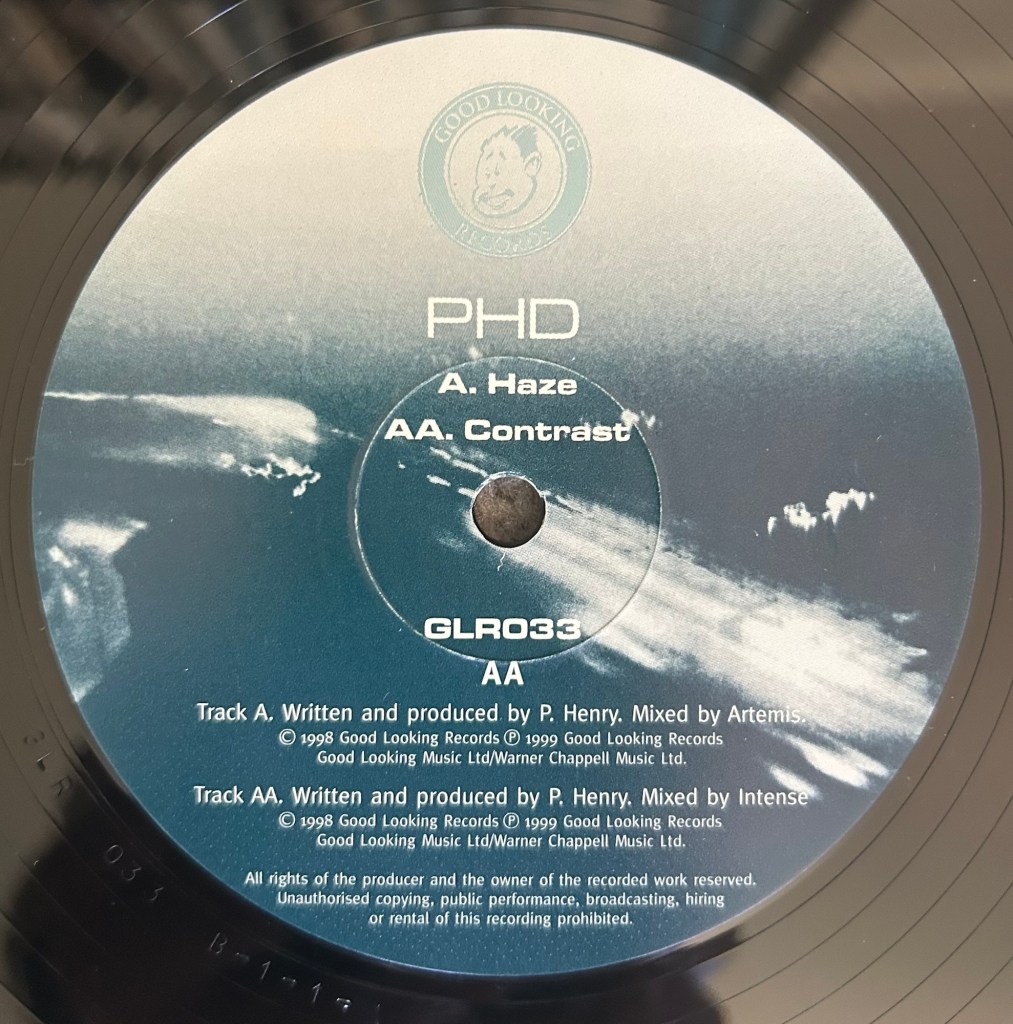 GOOD LOOKING
RECORDS
PHD
A. Haze
AA. Contrast
GLR033
AA
Track A. Written and produced by P. Henry. Mixed by Artemis.
© 1998 Good Looking Records ℗ 1999 Good Looking Records
Good Looking Music Ltd/Warner Chappell Music Ltd.
Track AA. Written and produced by P. Henry. Mixed by Intense
© 1998 Good Looking Records ℗ 1999 Good Looking Records
Good Looking Music Ltd/Warner Chappell Music Ltd.
All rights of the producer and the owner of the recorded work reserved.
Unauthorised copying, public performance, broadcasting, hiring
or rental of this recording prohibited.
GLR 033 B-1-1-